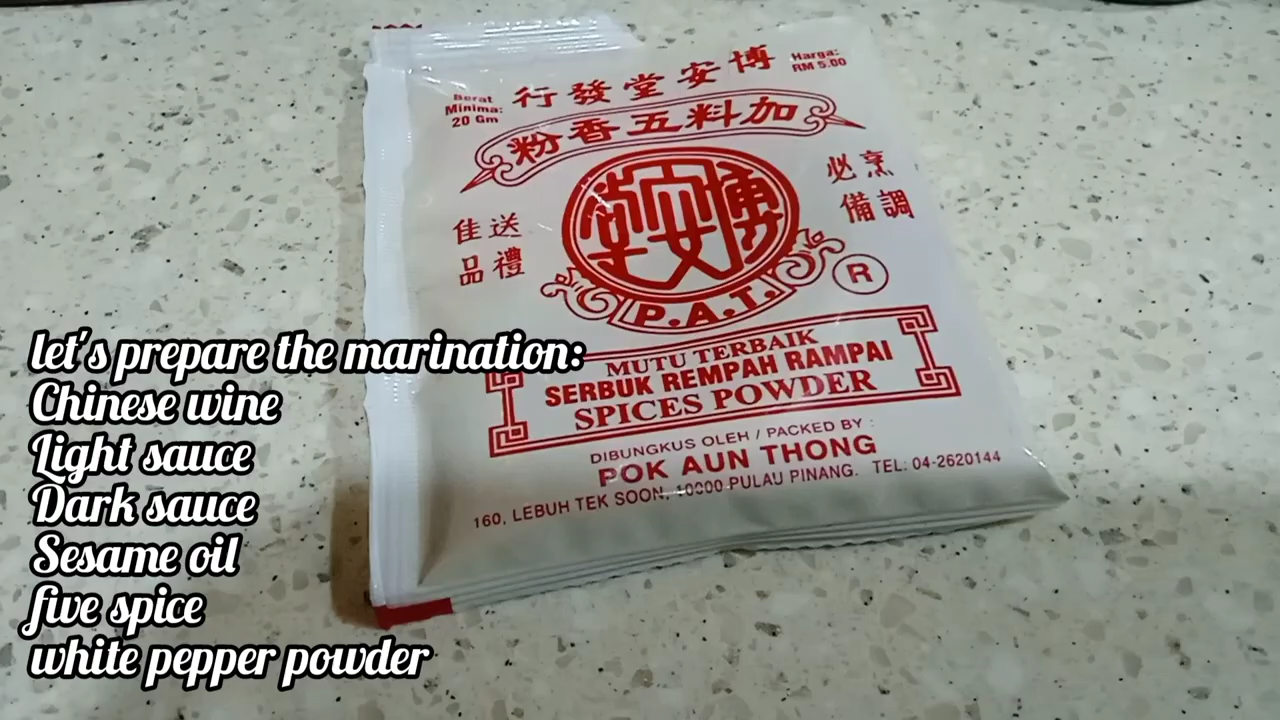 行發堂安博
Harga:
RM 5.00
Berat
Minima:
20 Gm
粉香五料加
必烹
備調
佳送
品禮
堂安博
P.A.T.
R
MUTU TERBAIK
SERBUK REMPAH RAMPAI
SPICES POWDER
DIBUNGKUS OLEH / PACKED BY :
POK AUN THONG
160, LEBUH TEK SOON, 10000 PULAU PINANG. TEL: 04-2620144
let's prepare the marination:
Chinese wine
Light sauce
Dark sauce
Sesame oil
five spice
white pepper powder